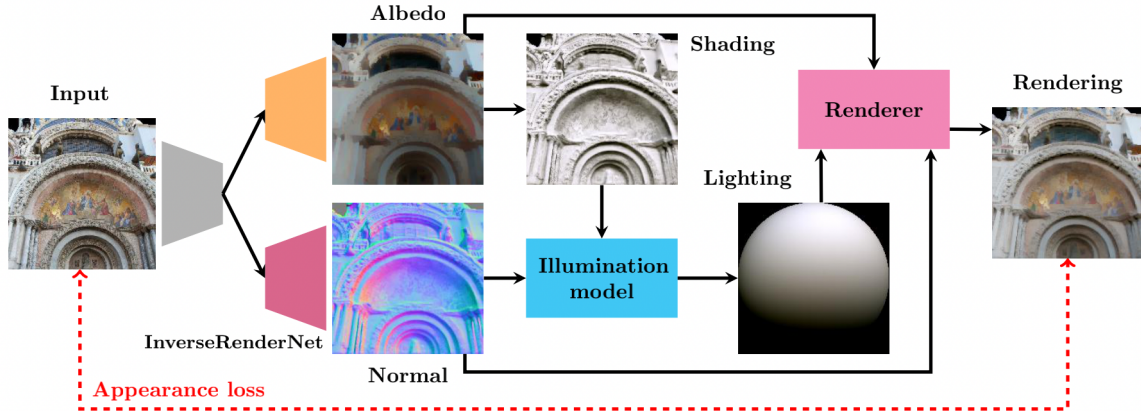 Albedo
Shading
Input
Rendering
Renderer
Lighting
Illumination
model
InverseRenderNet
Normal
Appearance loss